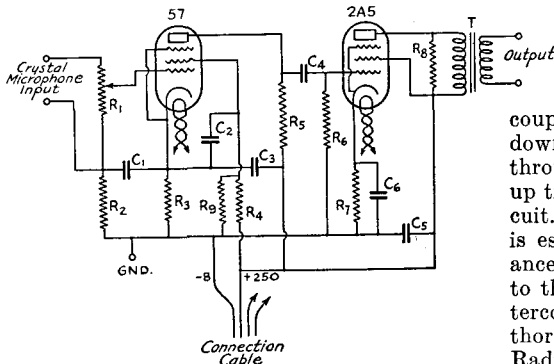 57
2A5
T
Crystal
Microphone
Input
R1
C4
R8
Output
R5
R6
C2
C1
C3
C6
R2
R3
R9
R4
R7
C5
GND.
-B
+250
Connection
Cable
coup
down
thro
up th
cuit.
is es
ance
to th
terco
thor
Rad